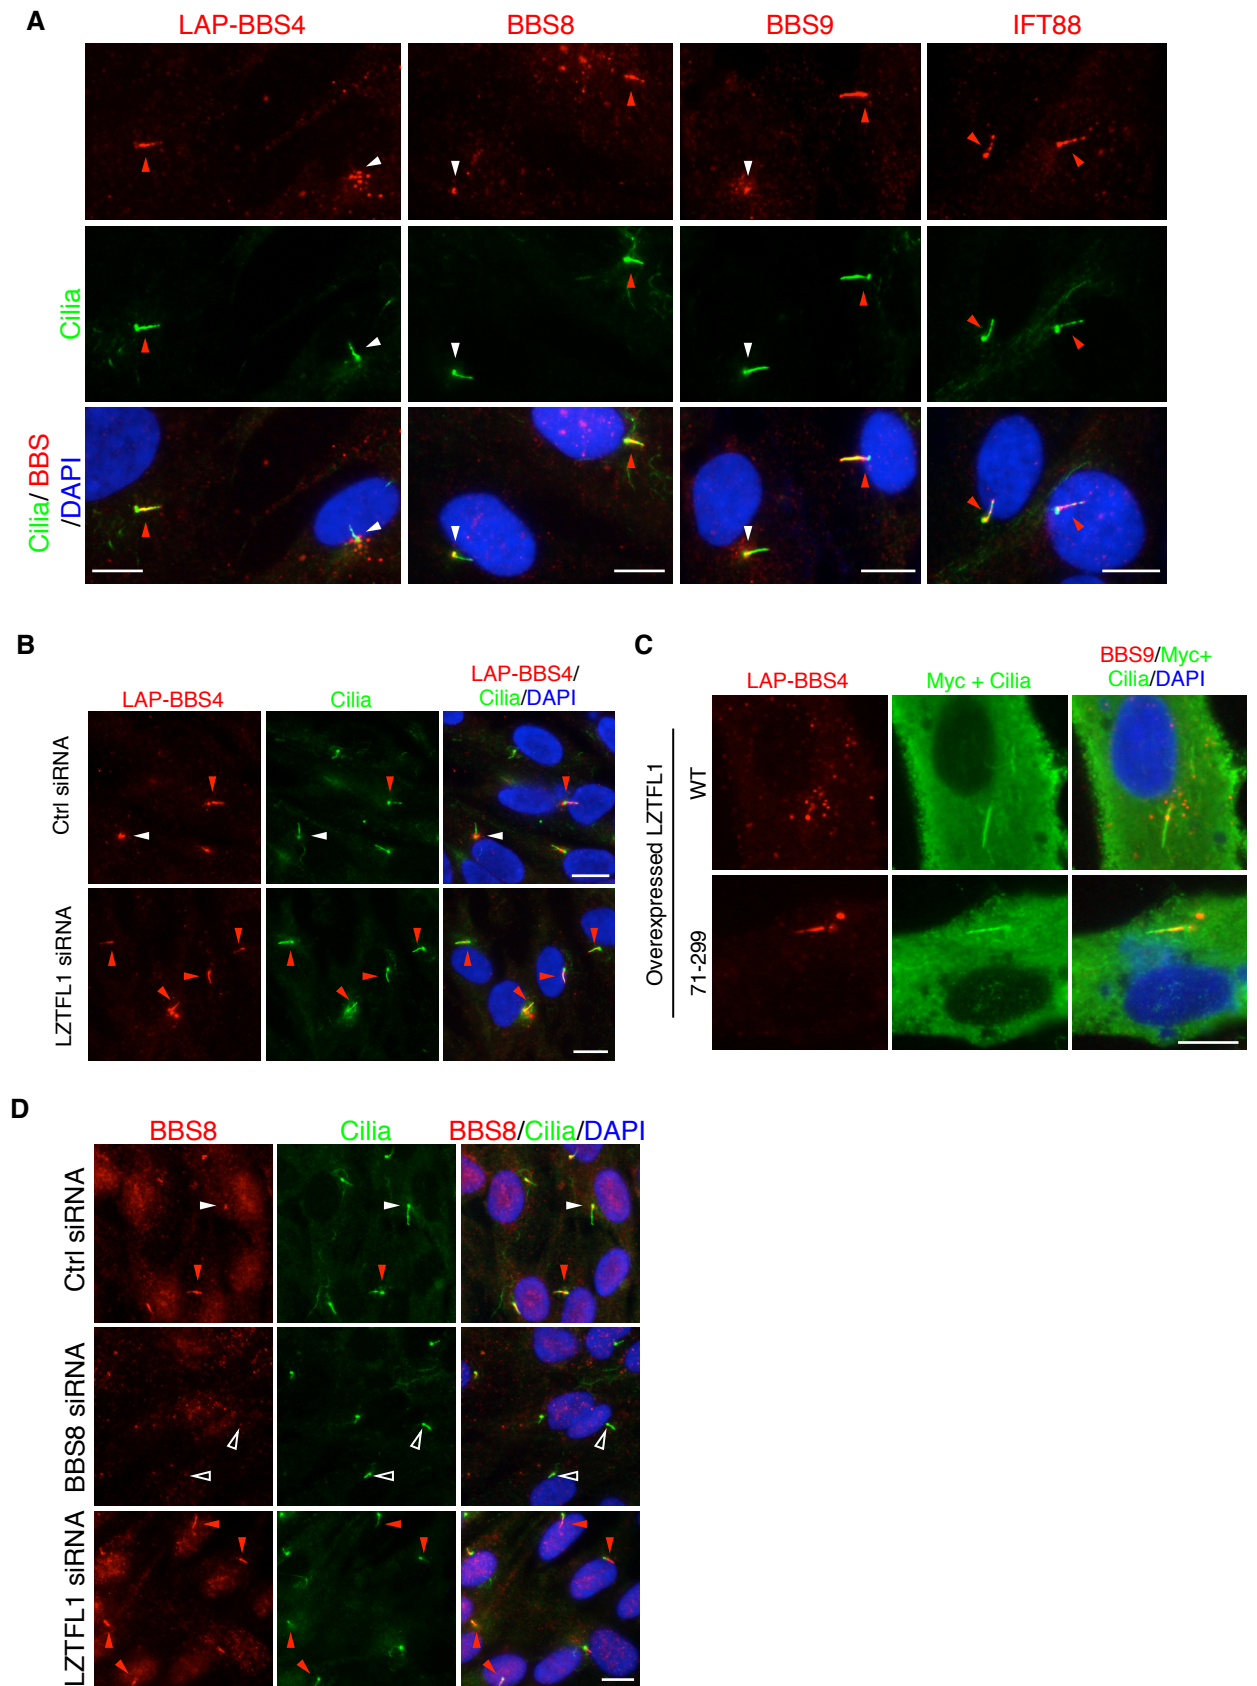 A
LAP-BBS4 BBS8 BBS9 IFT88
Cilia
Cilia/ BBS
/DAPI
B
LAP-BBS4 Cilia LAP-BBS4/
Cilia/DAPI
Ctrl siRNA
LZTFL1 siRNA
C
LAP-BBS4 Myc + Cilia BBS9/Myc+
Cilia/DAPI
Overexpressed LZTFL1
WT
71-299
D
BBS8 Cilia BBS8/Cilia/DAPI
Ctrl siRNA
BBS8 siRNA
LZTFL1 siRNA